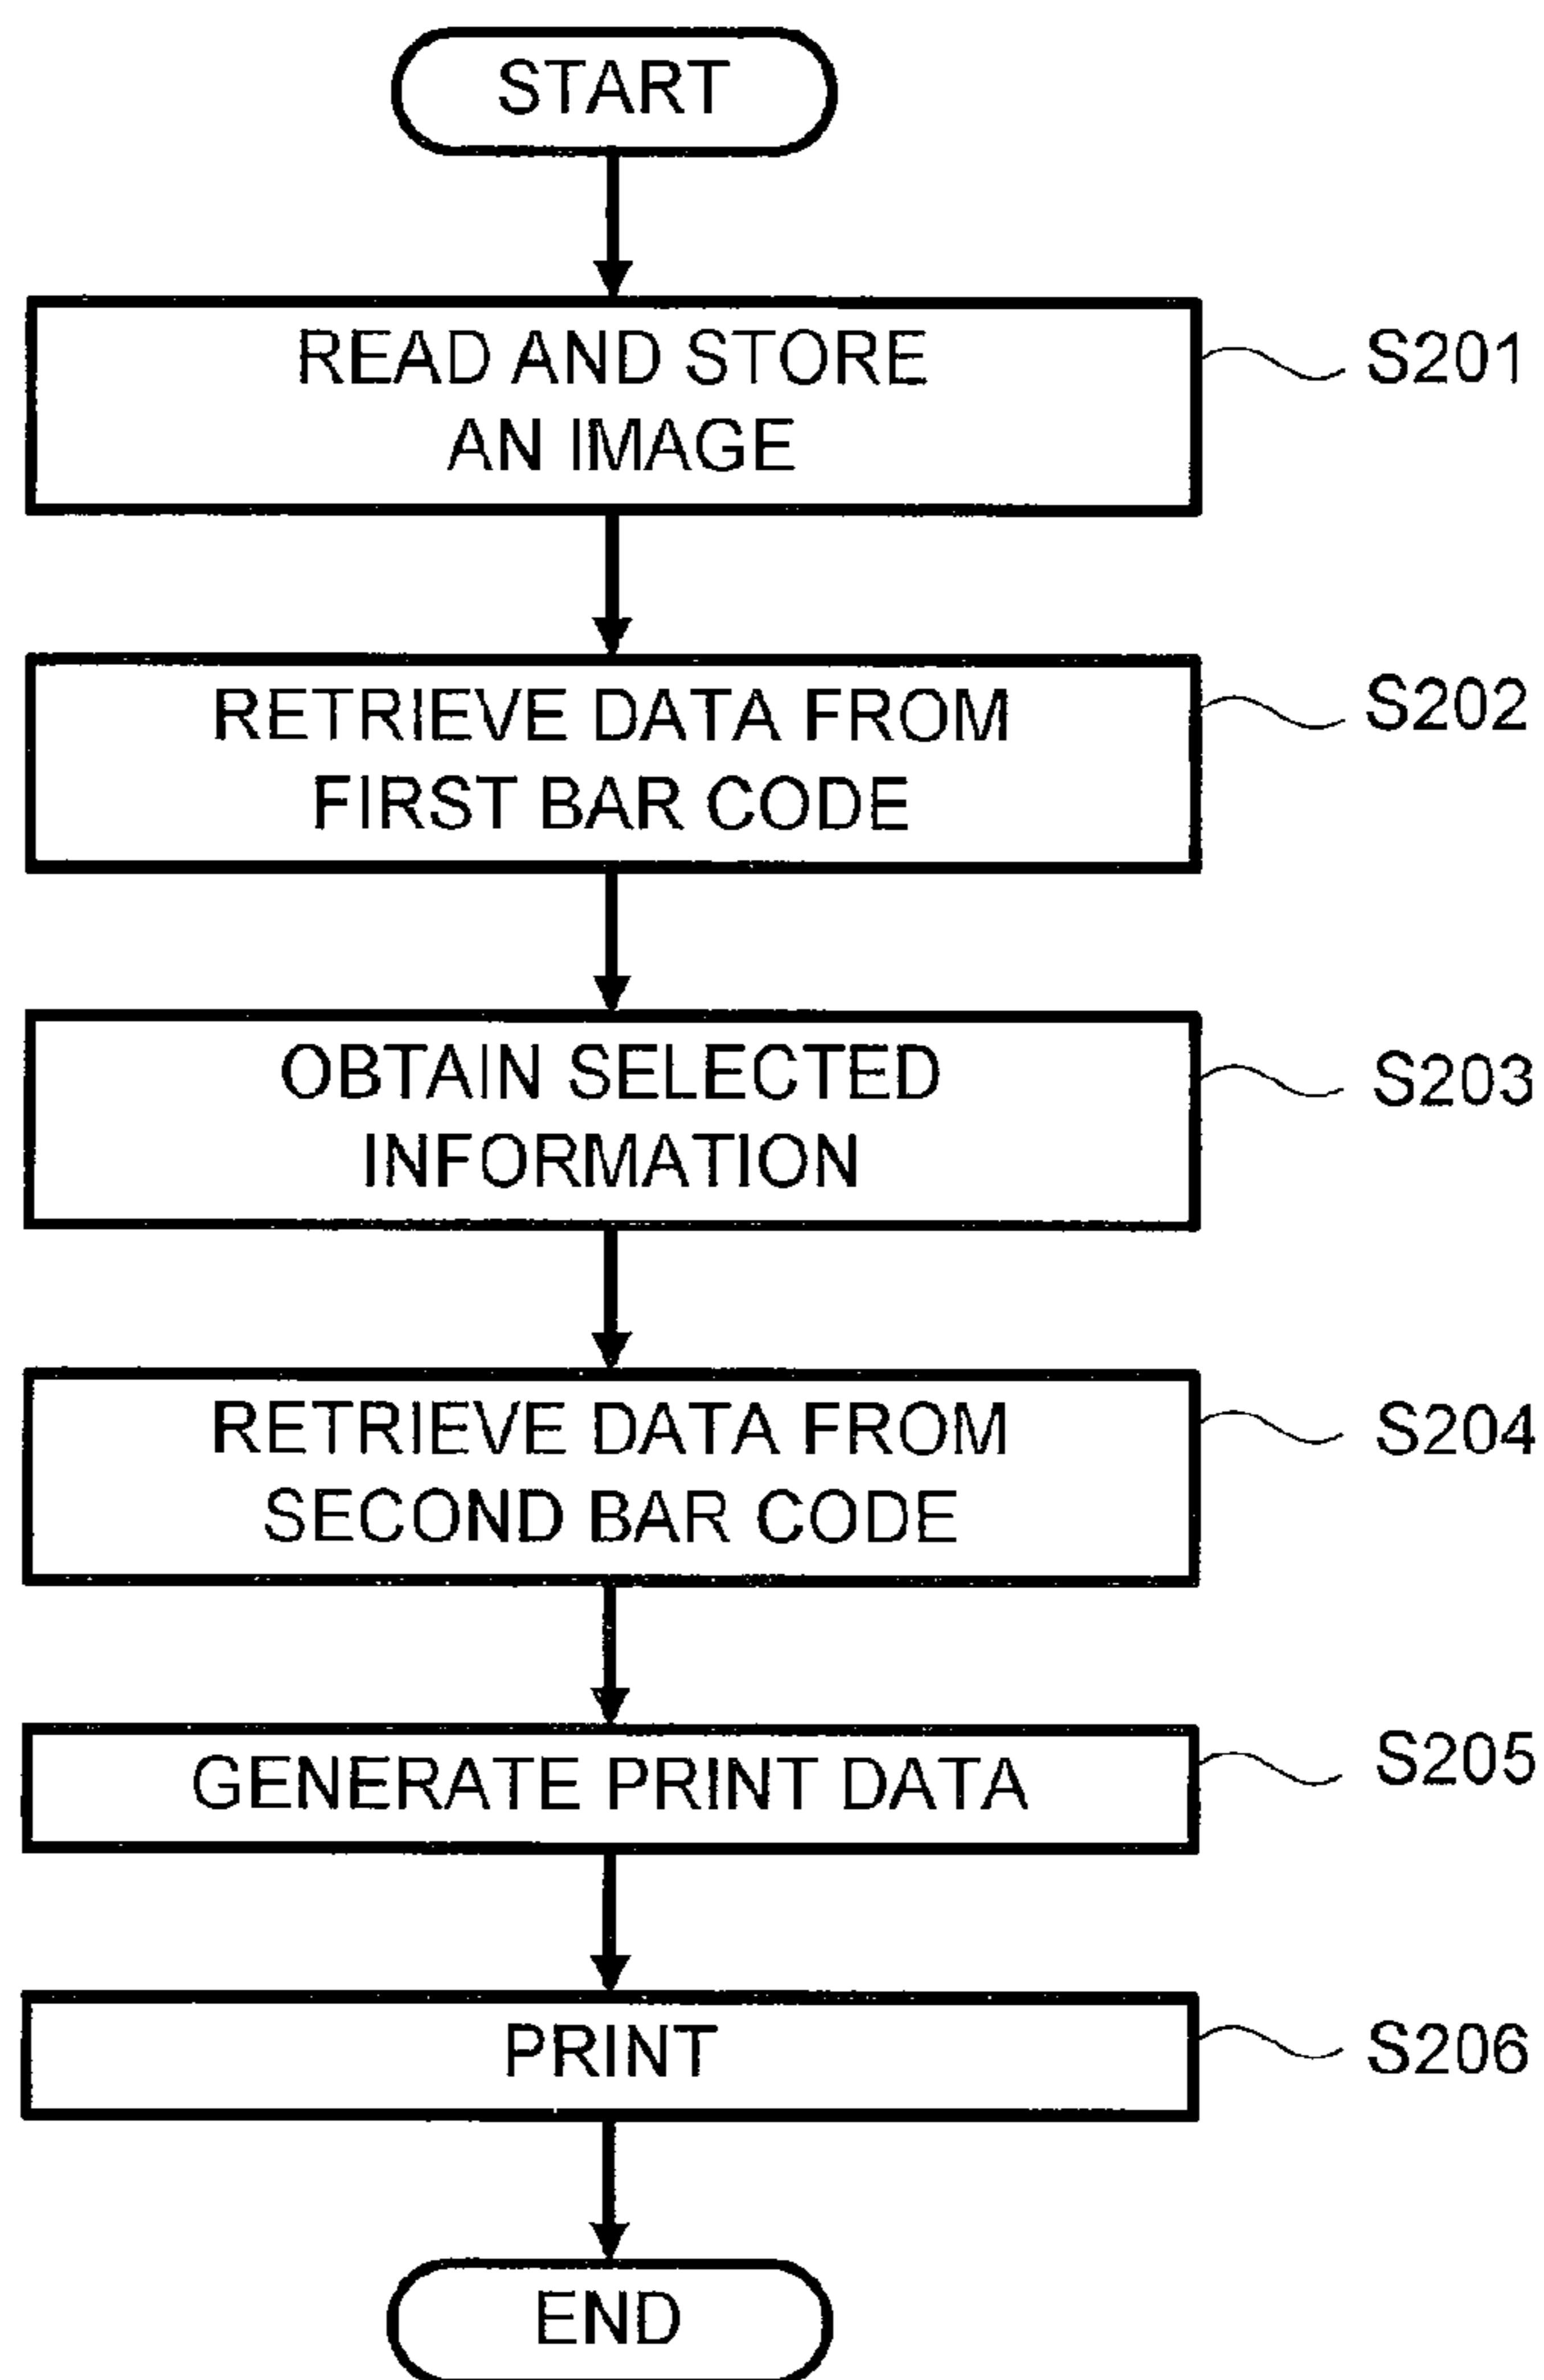 START
READ AND STORE
AN IMAGE
S201
RETRIEVE DATA FROM
FIRST BAR CODE
S202
OBTAIN SELECTED
INFORMATION
S203
RETRIEVE DATA FROM
SECOND BAR CODE
S204
GENERATE PRINT DATA
S205
PRINT
S206
END